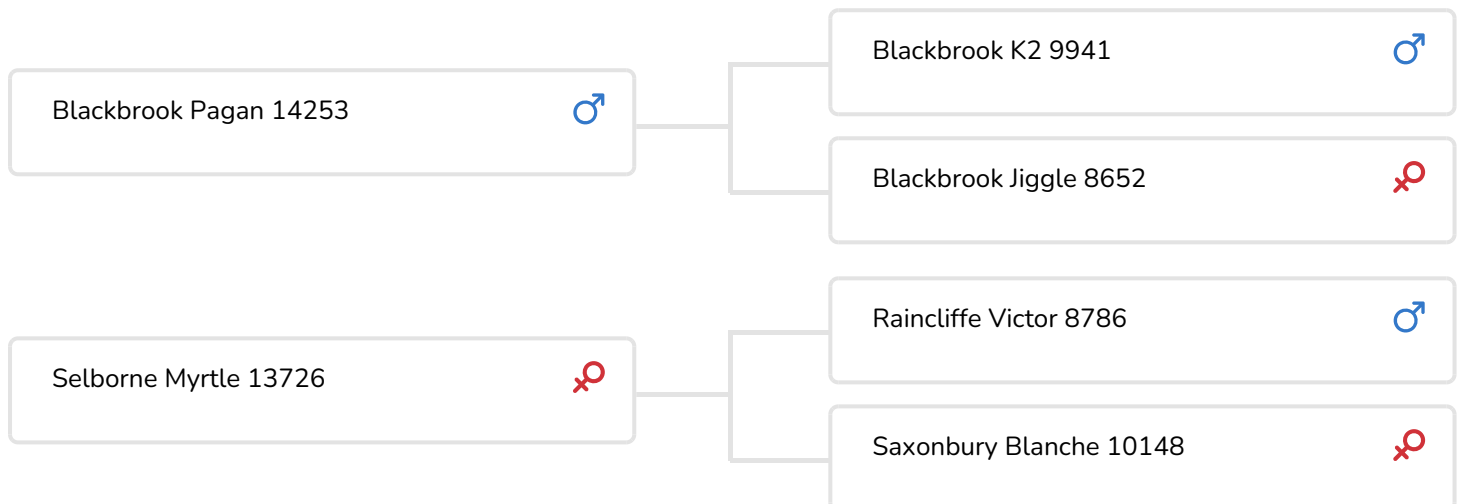 Blackbrook K2 9941
Blackbrook Pagan 14253
Blackbrook Jiggle 8652
Raincliffe Victor 8786
Selborne Myrtle 13726
Saxonbury Blanche 10148